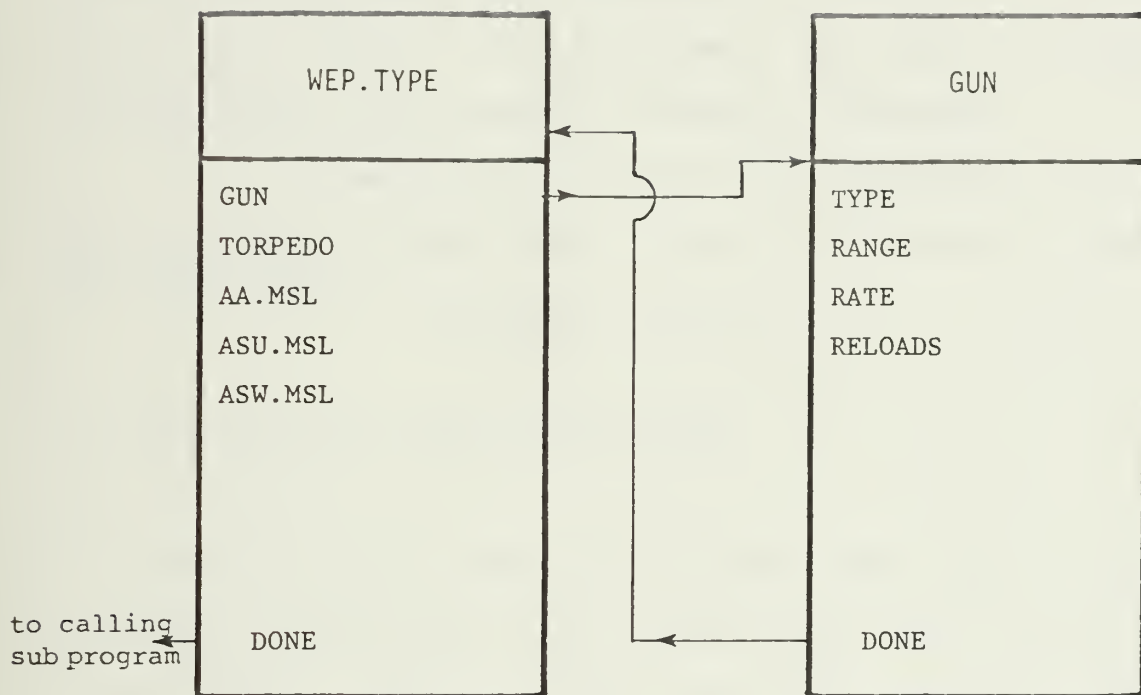 WEP.TYPE
GUN
TORPEDO
AA.MSL
ASU.MSL
ASW.MSL
DONE
to calling
sub program
GUN
TYPE
RANGE
RATE
RELOADS
DONE